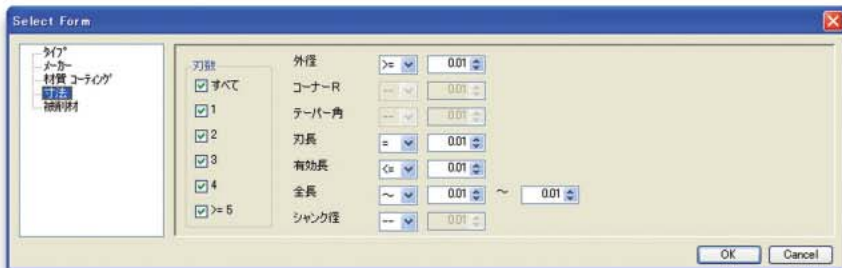 Select Form
タイプ
メーカー
材質 コーティング
寸法
被削材
刃数
すべて
1
2
3
4
>= 5
外径 >= 0.01
コーナーR -- 0.01
テーパー角 -- 0.01
刃長 = 0.01
有効長 <= 0.01
全長 ～ 0.01 ～ 0.01
シャンク径 -- 0.01
OK Cancel